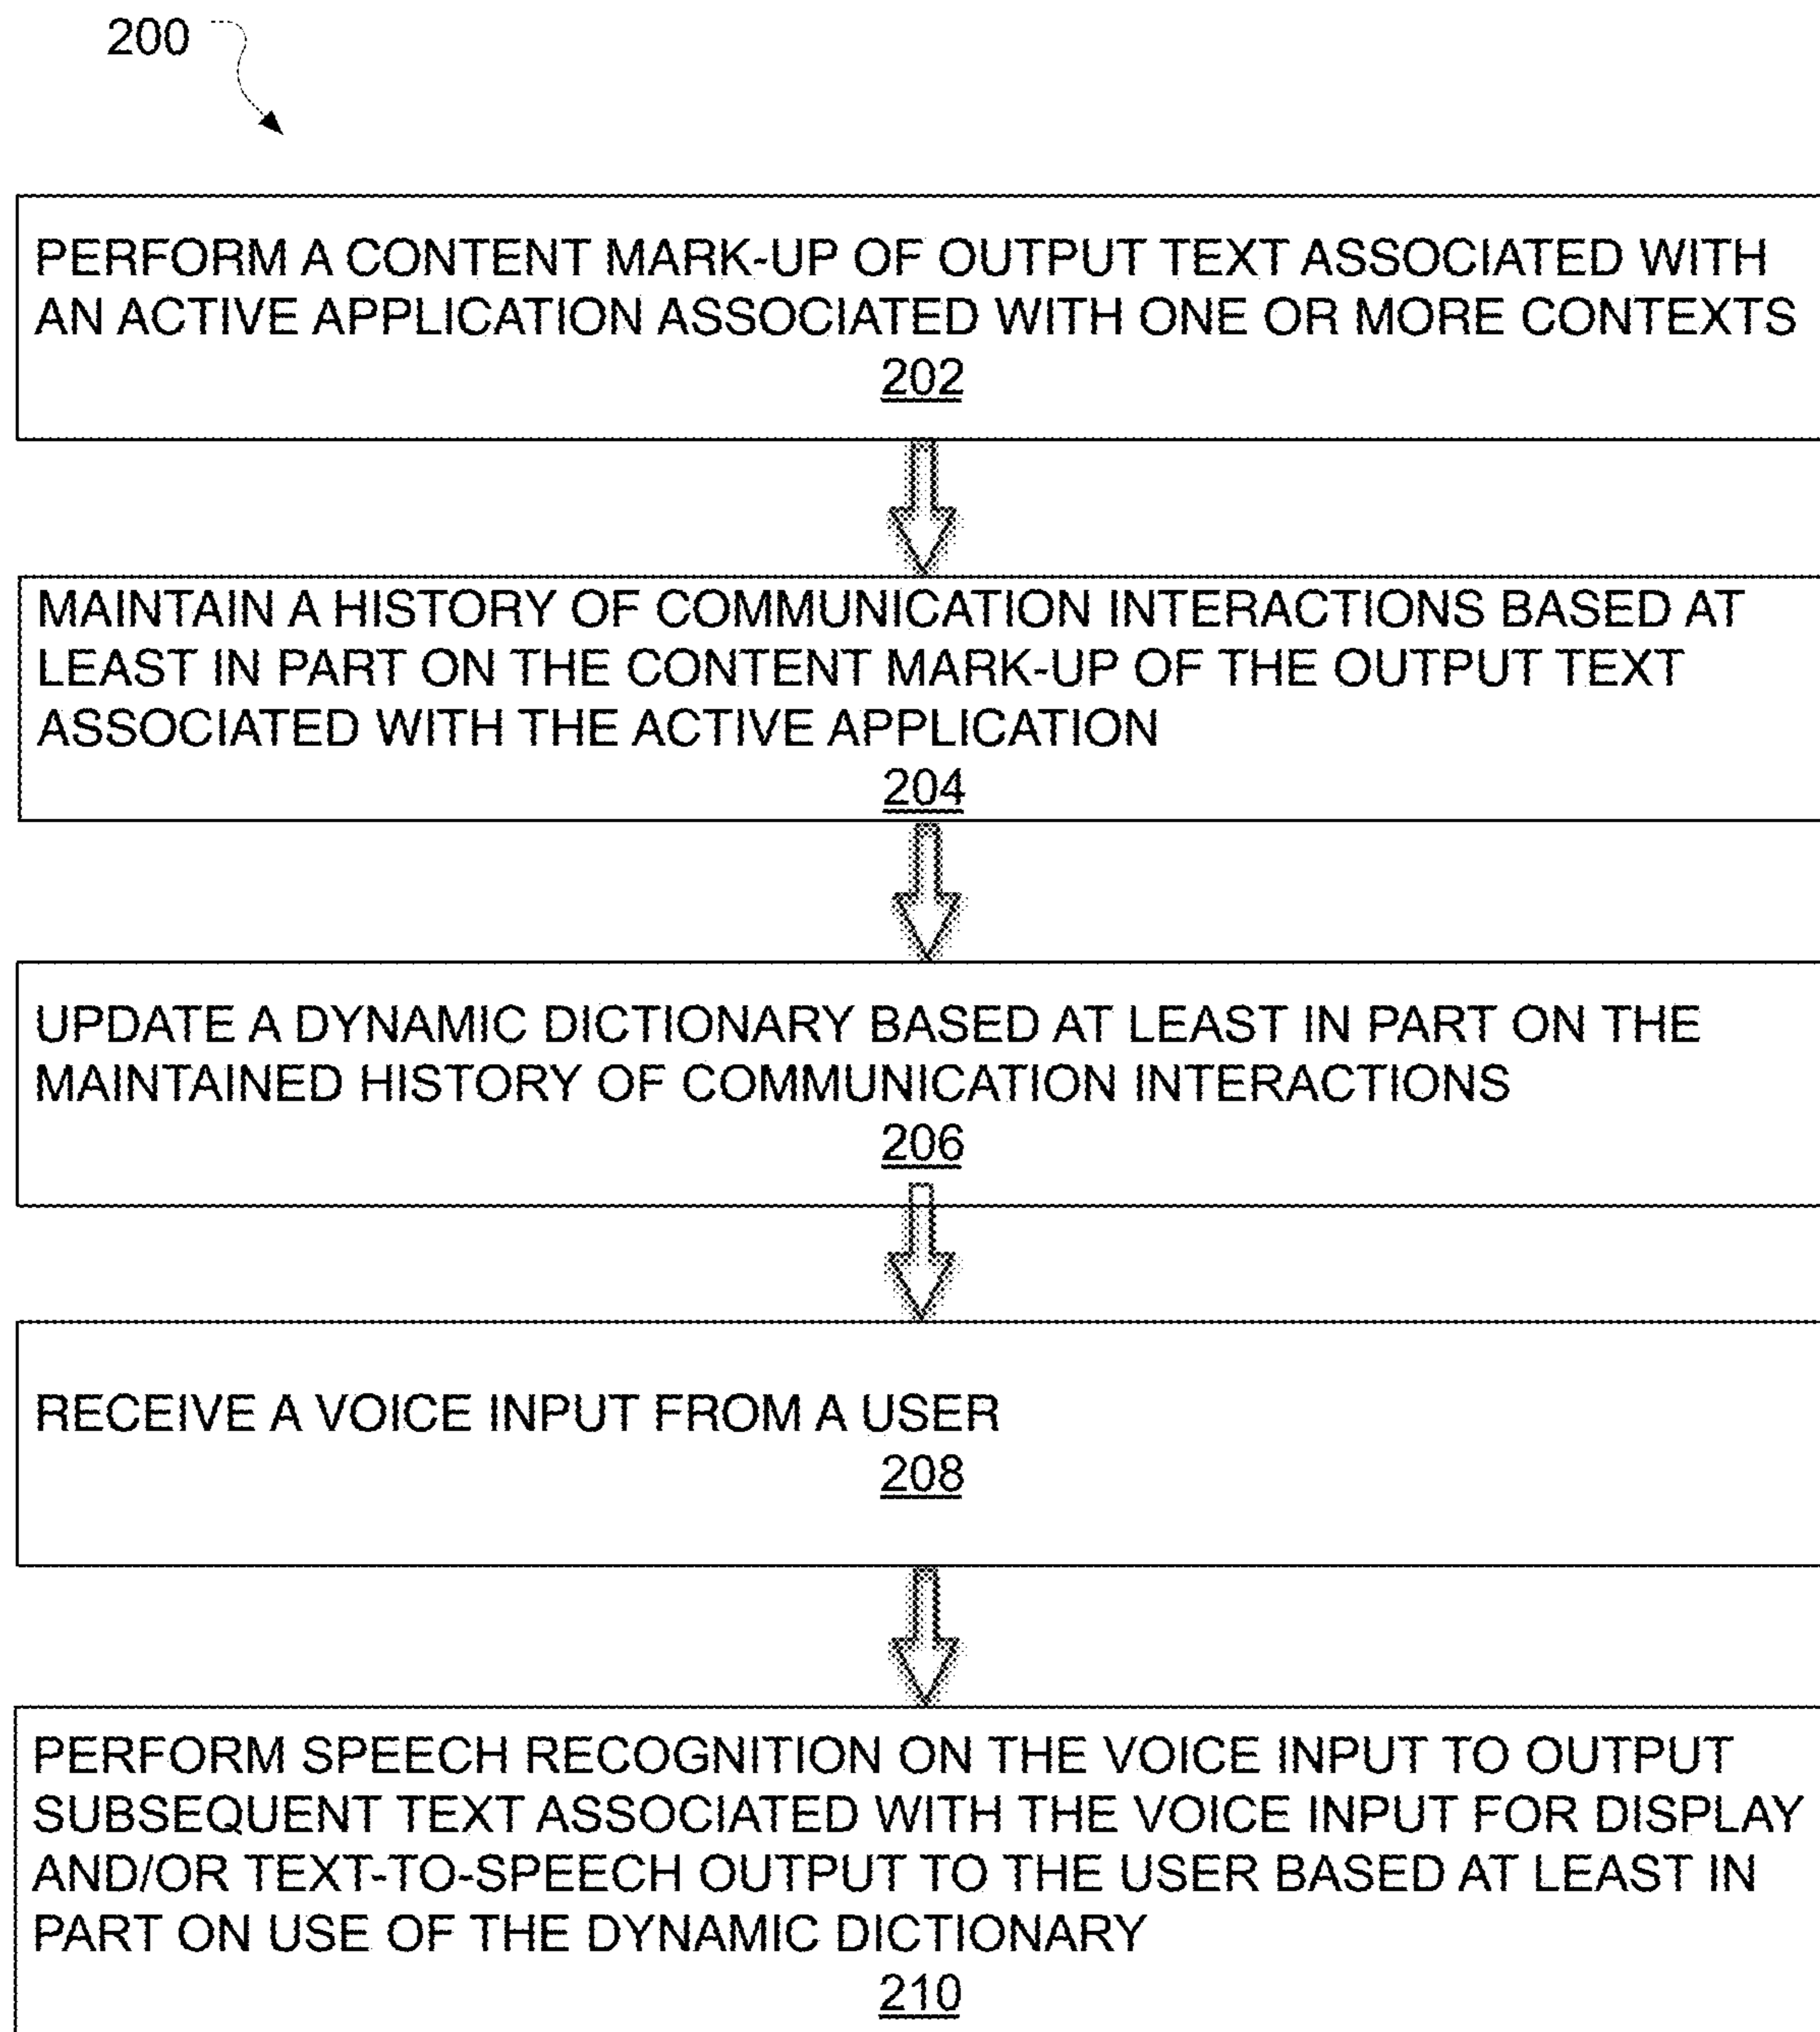 200
PERFORM A CONTENT MARK-UP OF OUTPUT TEXT ASSOCIATED WITH
AN ACTIVE APPLICATION ASSOCIATED WITH ONE OR MORE CONTEXTS
202
MAINTAIN A HISTORY OF COMMUNICATION INTERACTIONS BASED AT
LEAST IN PART ON THE CONTENT MARK-UP OF THE OUTPUT TEXT
ASSOCIATED WITH THE ACTIVE APPLICATION
204
UPDATE A DYNAMIC DICTIONARY BASED AT LEAST IN PART ON THE
MAINTAINED HISTORY OF COMMUNICATION INTERACTIONS
206
RECEIVE A VOICE INPUT FROM A USER
208
PERFORM SPEECH RECOGNITION ON THE VOICE INPUT TO OUTPUT
SUBSEQUENT TEXT ASSOCIATED WITH THE VOICE INPUT FOR DISPLAY
AND/OR TEXT-TO-SPEECH OUTPUT TO THE USER BASED AT LEAST IN
PART ON USE OF THE DYNAMIC DICTIONARY
210